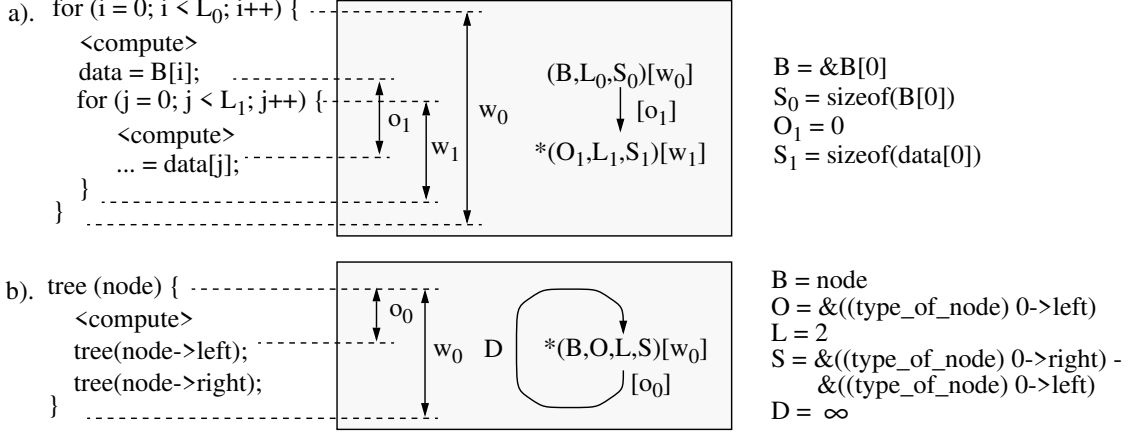 a). for (i = 0; i < L0; i++) {
<compute>
data = B[i];
for (j = 0; j < L1; j++) {
<compute>
... = data[j];
}
}
o1
w1
w0
(B,L0,S0)[w0]
[o1]
*(O1,L1,S1)[w1]
B = &B[0]
S0 = sizeof(B[0])
O1 = 0
S1 = sizeof(data[0])
b). tree (node) {
<compute>
tree(node->left);
tree(node->right);
}
o0
w0
D
*(B,O,L,S)[w0]
[o0]
B = node
O = &((type_of_node) 0->left)
L = 2
S = &((type_of_node) 0->right) -
&((type_of_node) 0->left)
D = ∞